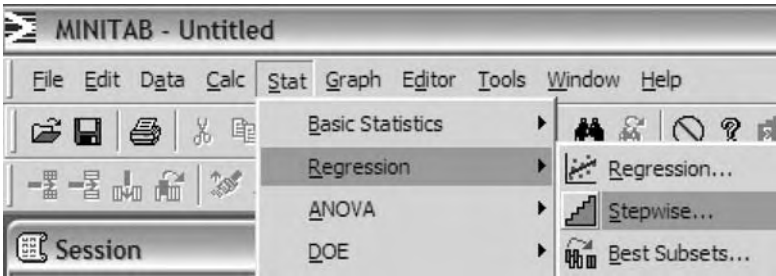 MINITAB - Untitled
File Edit Data Calc Stat Graph Editor Tools Window Help
Basic Statistics
Regression
Regression...
ANOVA
Stepwise...
Session
DOE
Best Subsets...